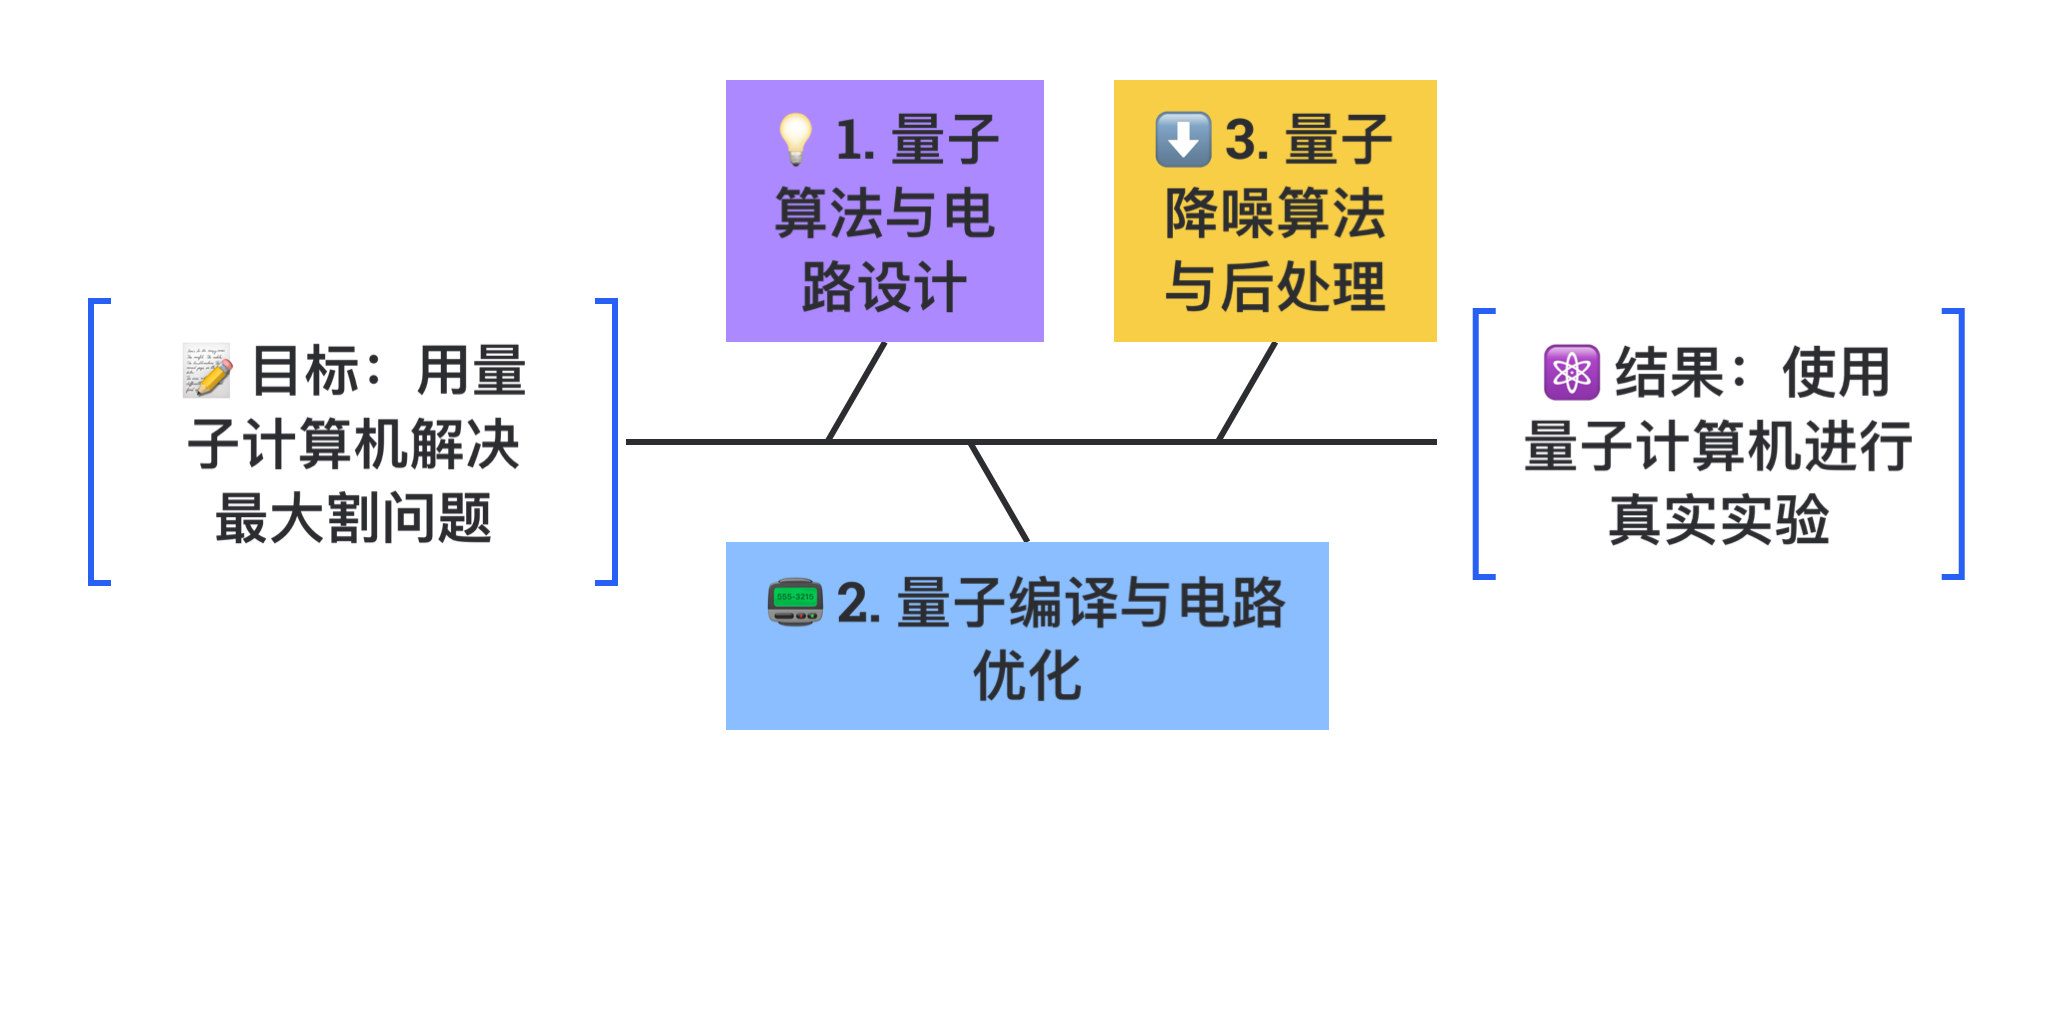 目标：用量
子计算机解决
最大割问题
1. 量子
算法与电
路设计
3. 量子
降噪算法
与后处理
555-3215
2. 量子编译与电路
优化
结果：使用
量子计算机进行
真实实验